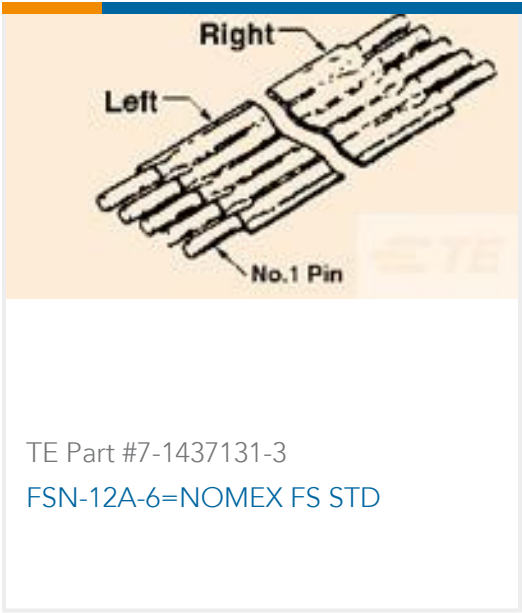 Right
Left
No.1 Pin
TE
TE Part #7-1437131-3
FSN-12A-6=NOMEX FS STD